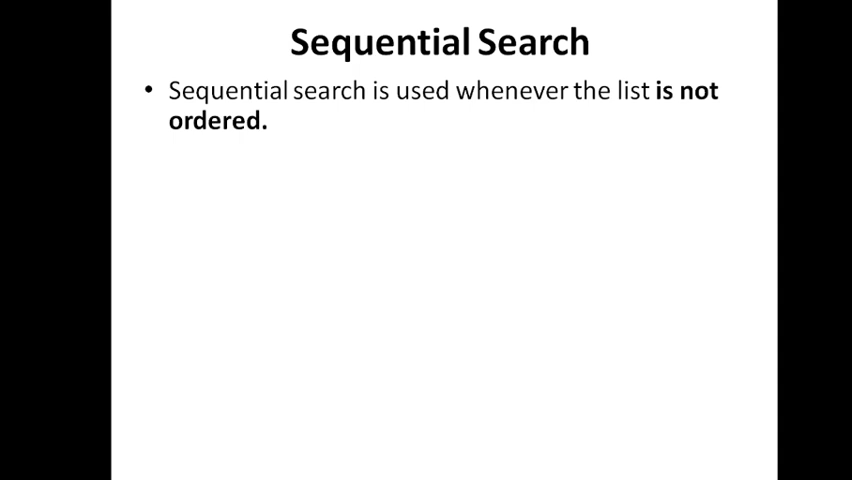 Sequential Search
• Sequential search is used whenever the list is not
ordered.